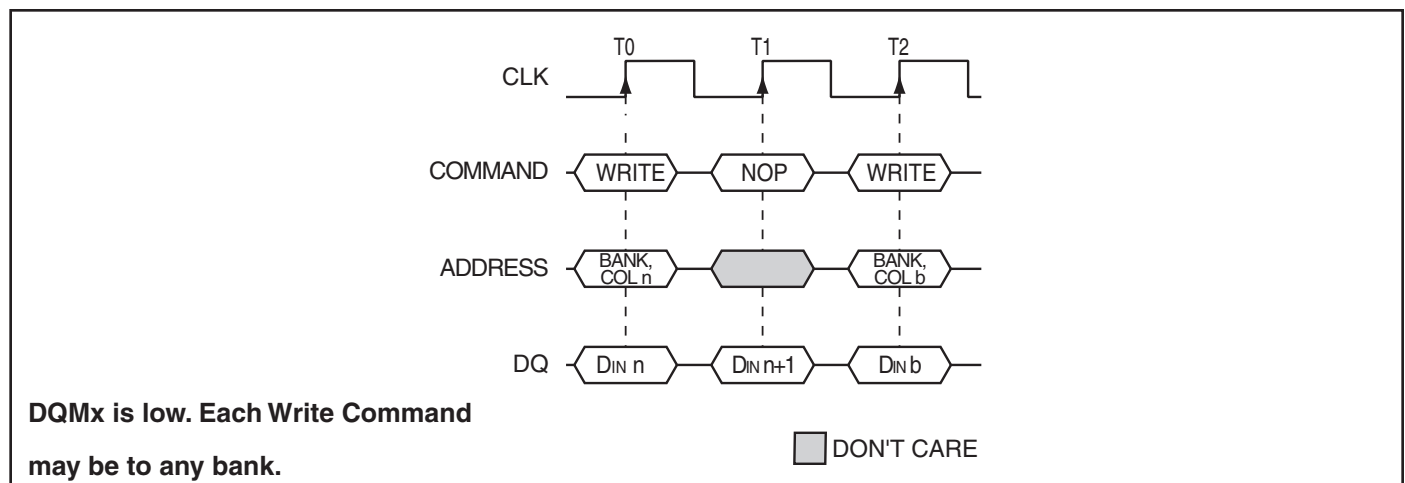 T0 T1 T2
CLK
COMMAND WRITE NOP WRITE
ADDRESS BANK, COL n BANK, COL b
DQ DIN n DIN n+1 DIN b
DQMx is low. Each Write Command
may be to any bank.
DON'T CARE